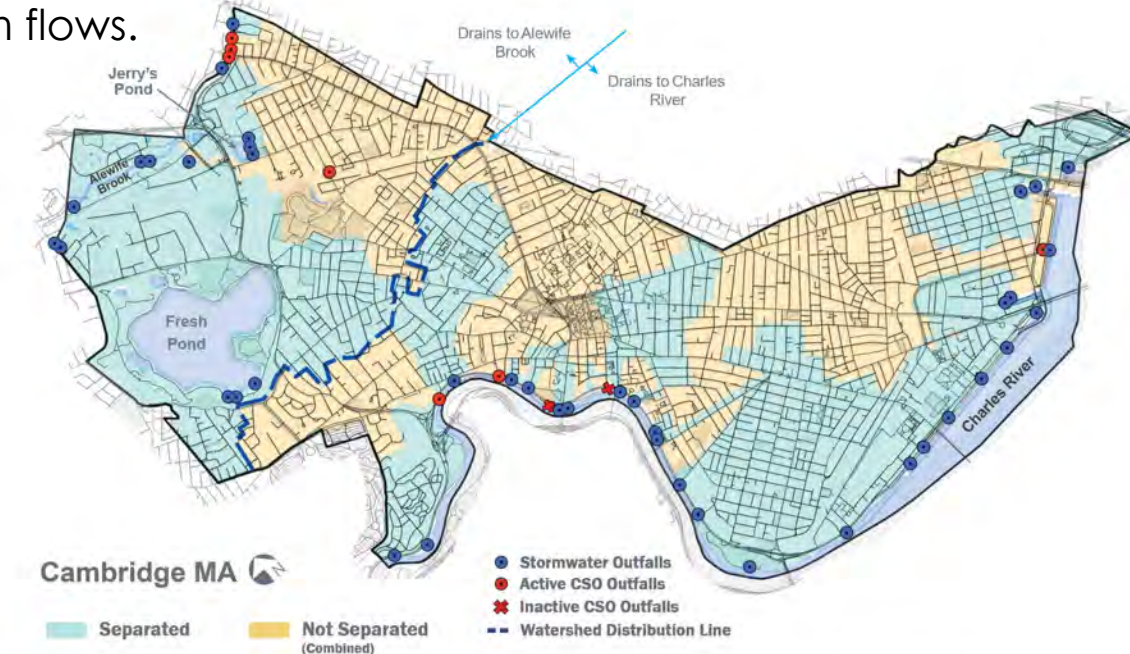 n flows.
Drains to Alewife
Brook
Drains to Charles
River
Jerry's
Pond
Alewife
Brook
Fresh
Pond
Charles River
Cambridge MA N
Stormwater Outfalls
Active CSO Outfalls
Inactive CSO Outfalls
Watershed Distribution Line
Separated
Not Separated
(Combined)